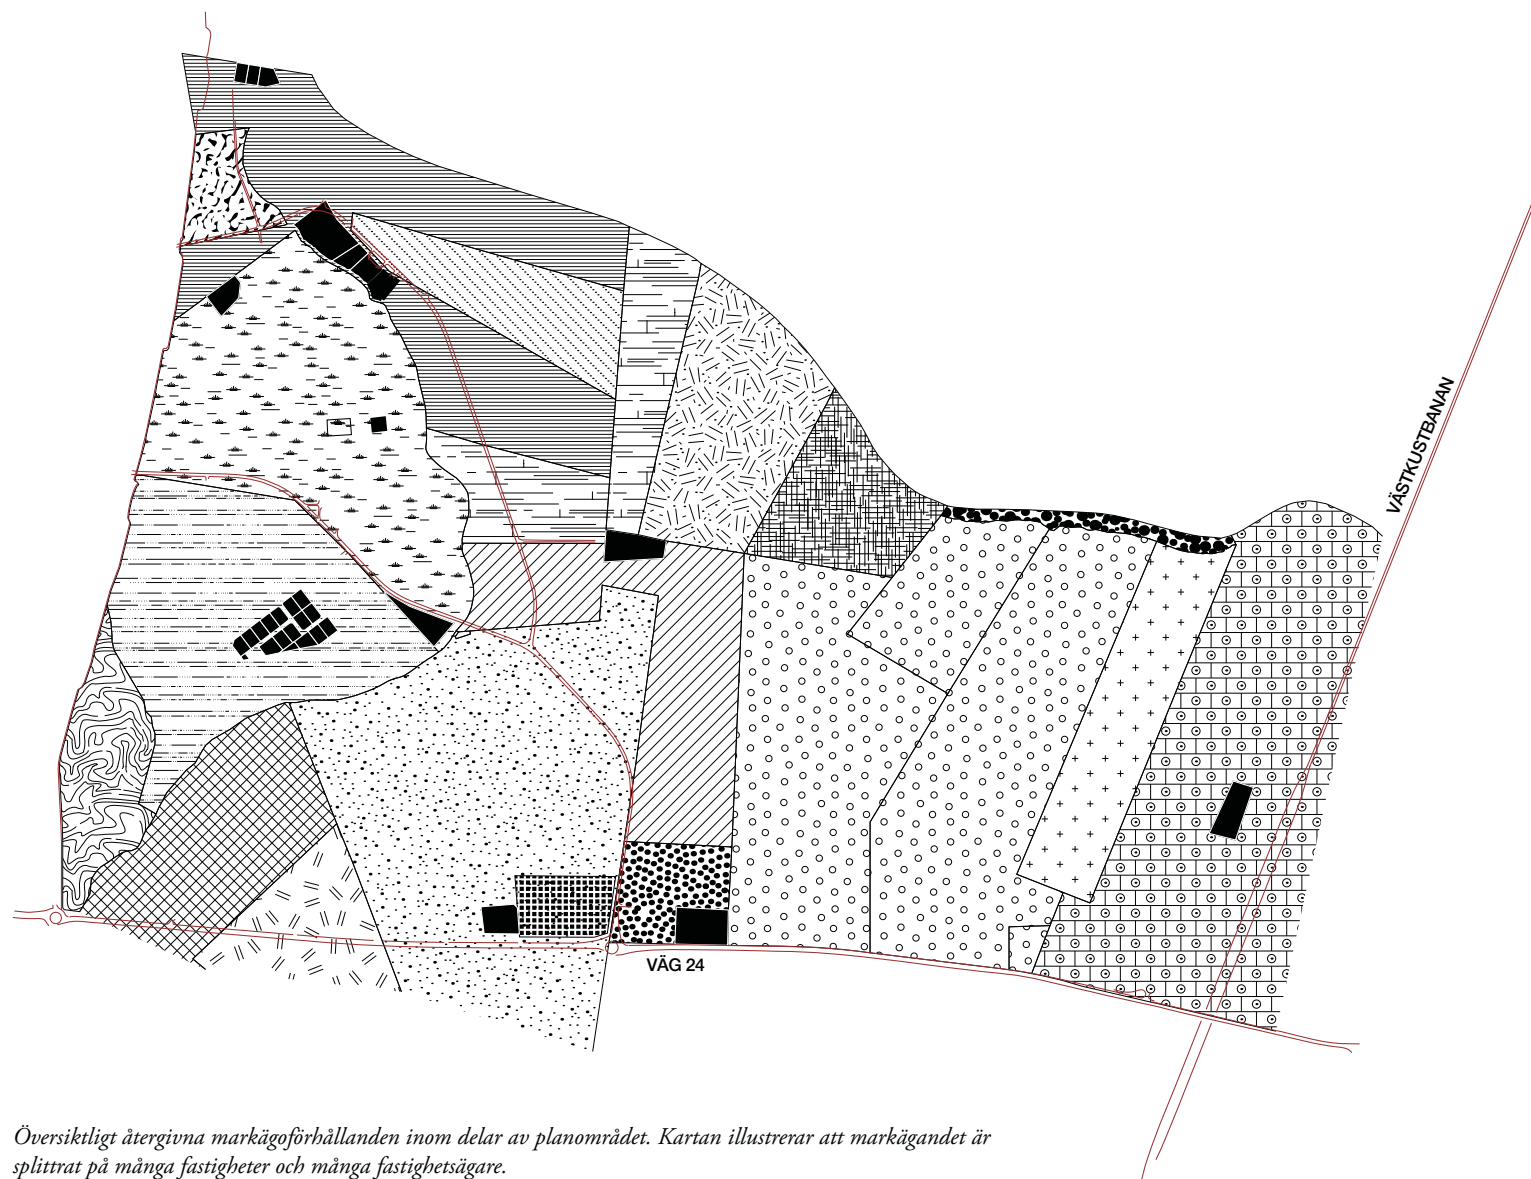 VÄSTKUSTBANAN
VÄG 24
Översiktligt återgivna markägoförhållanden inom delar av planområdet. Kartan illustrerar att markägandet är
splittrat på många fastigheter och många fastighetsägare.